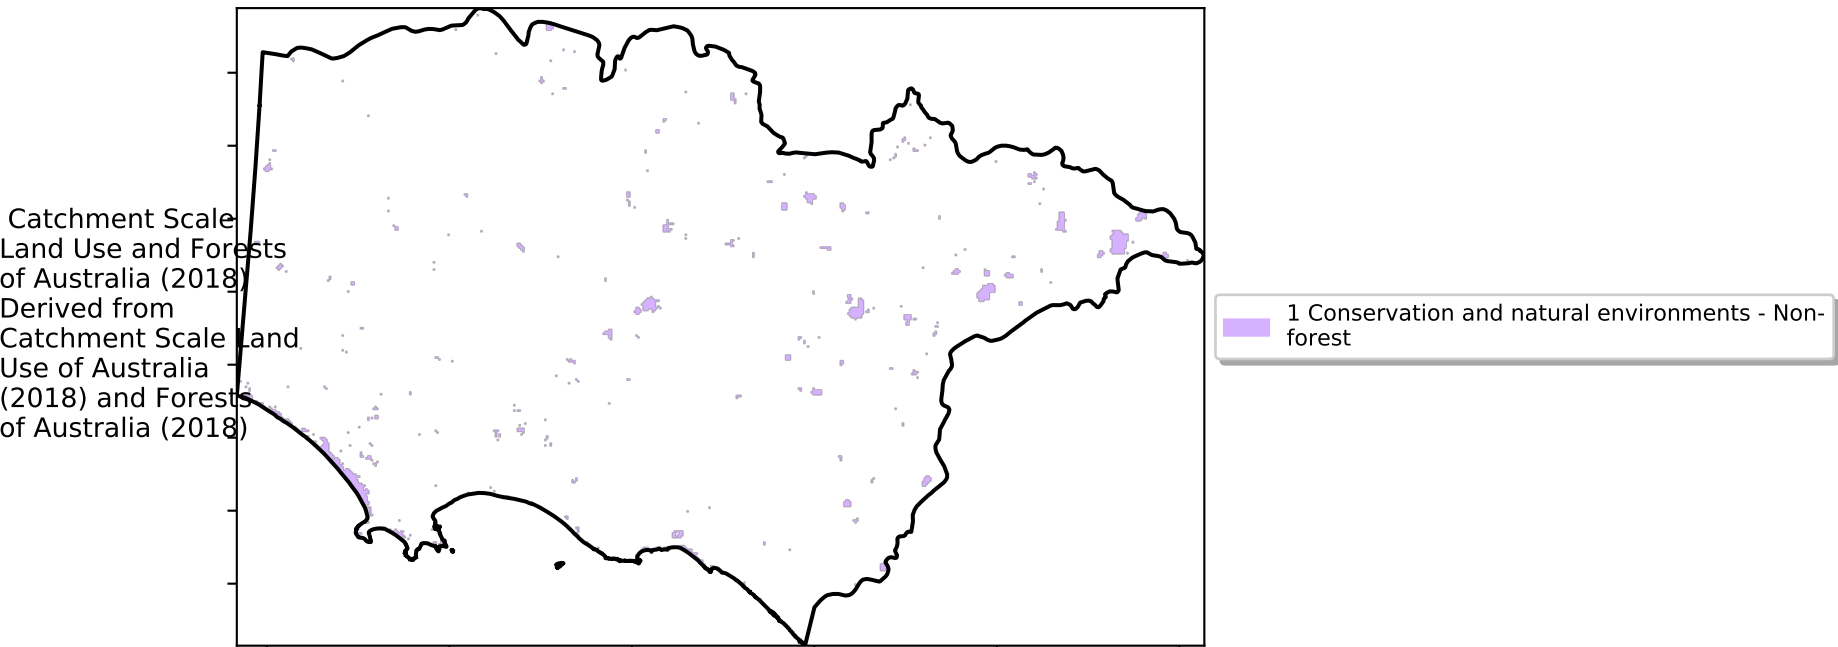 Catchment Scale
Land Use and Forests
of Australia (2018)
Derived from
Catchment Scale Land
Use of Australia
(2018) and Forests
of Australia (2018)
1 Conservation and natural environments - Non-
forest